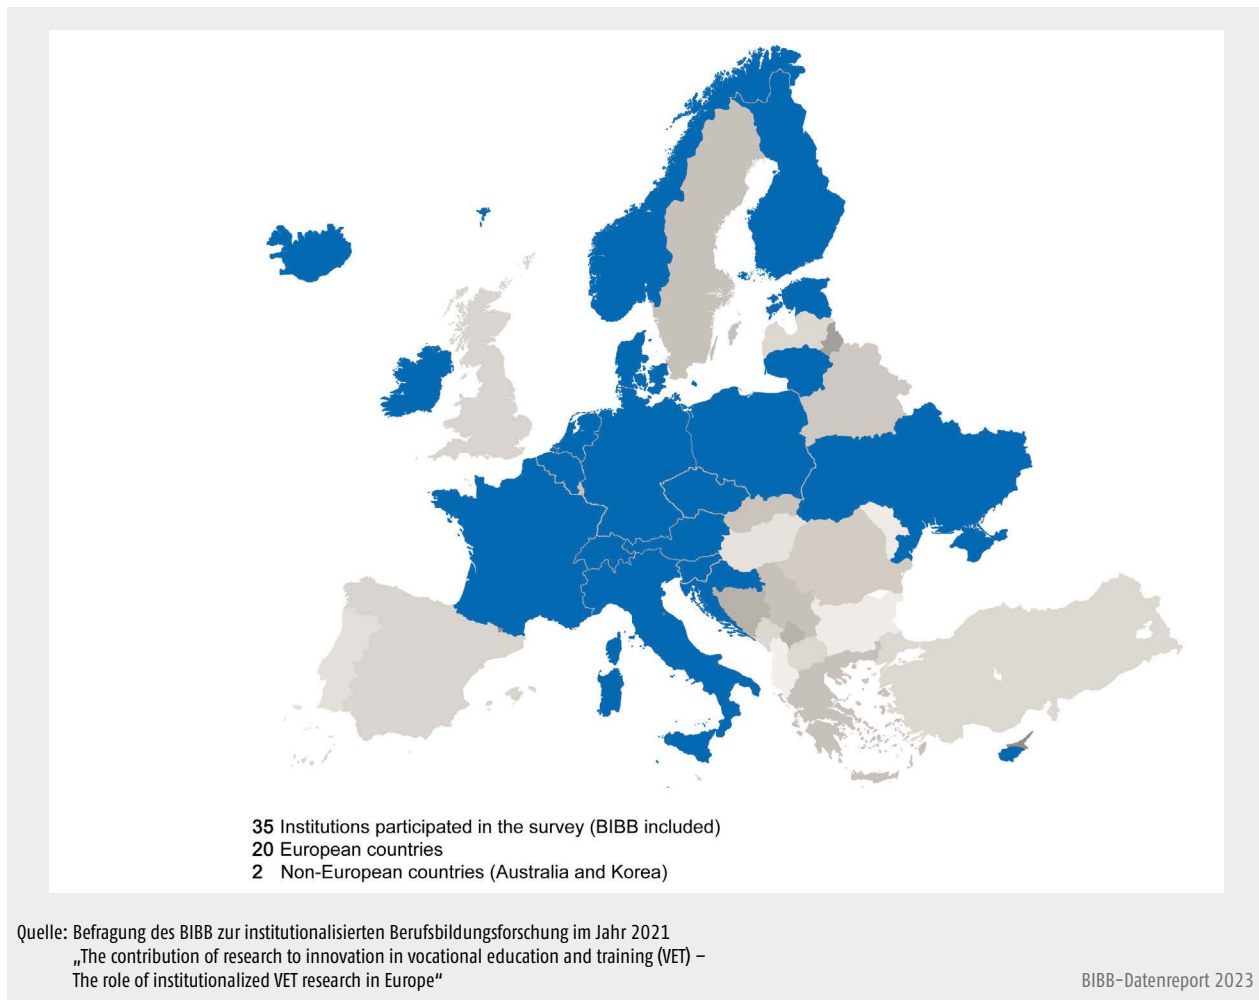 35 Institutions participated in the survey (BIBB included)
20 European countries
2 Non-European countries (Australia and Korea)
Quelle: Befragung des BIBB zur institutionalisierten Berufsbildungsforschung im Jahr 2021
„The contribution of research to innovation in vocational education and training (VET) –
The role of institutionalized VET research in Europe“
BIBB-Datenreport 2023